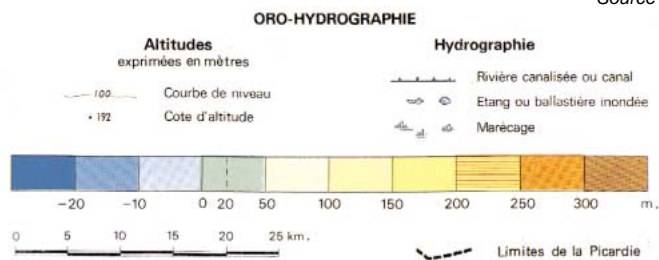 Source
ORO-HYDROGRAPHIE
Altitudes
exprimées en mètres
100 Courbe de niveau
• 192 Cote d'altitude
Hydrographie
Rivière canalisée ou canal
Etang ou ballastière inondée
Marécage
-20 -10 0 20 50 100 150 200 250 300 m.
0 5 10 15 20 25 km.
Limites de la Picardie